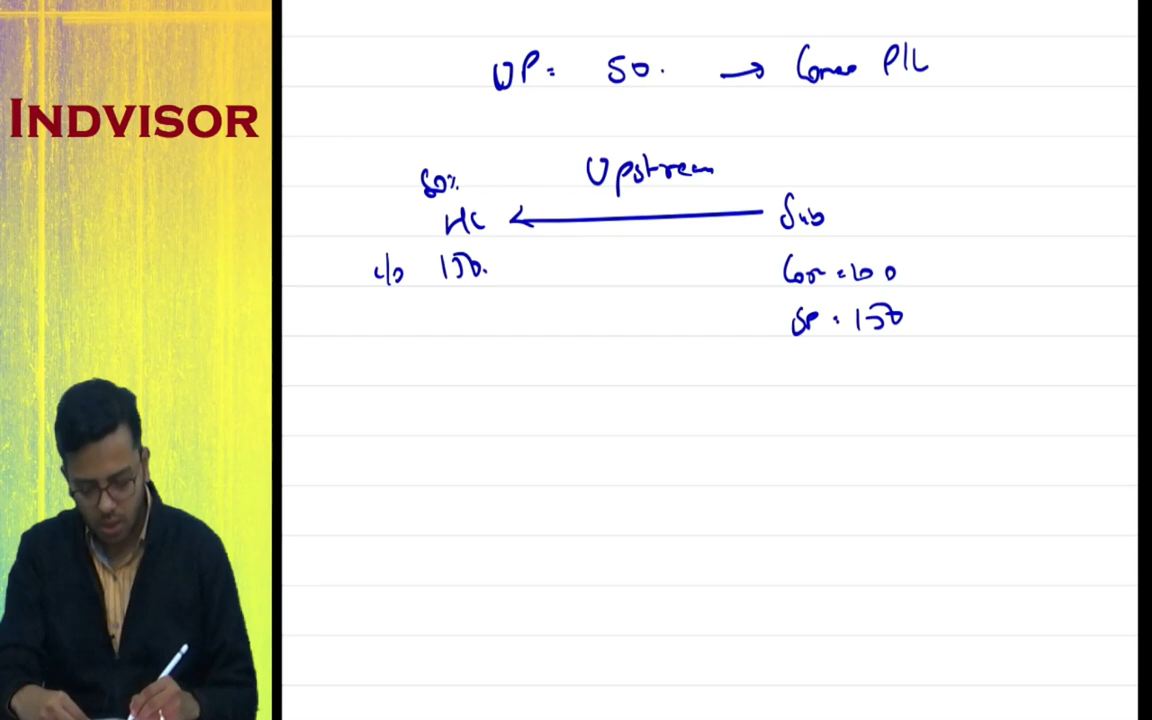 INDVISOR
UP = 50. → Conso P/L
Upstream
80%
HC ← Sub
c/s 150. Cost = 100
SP = 150